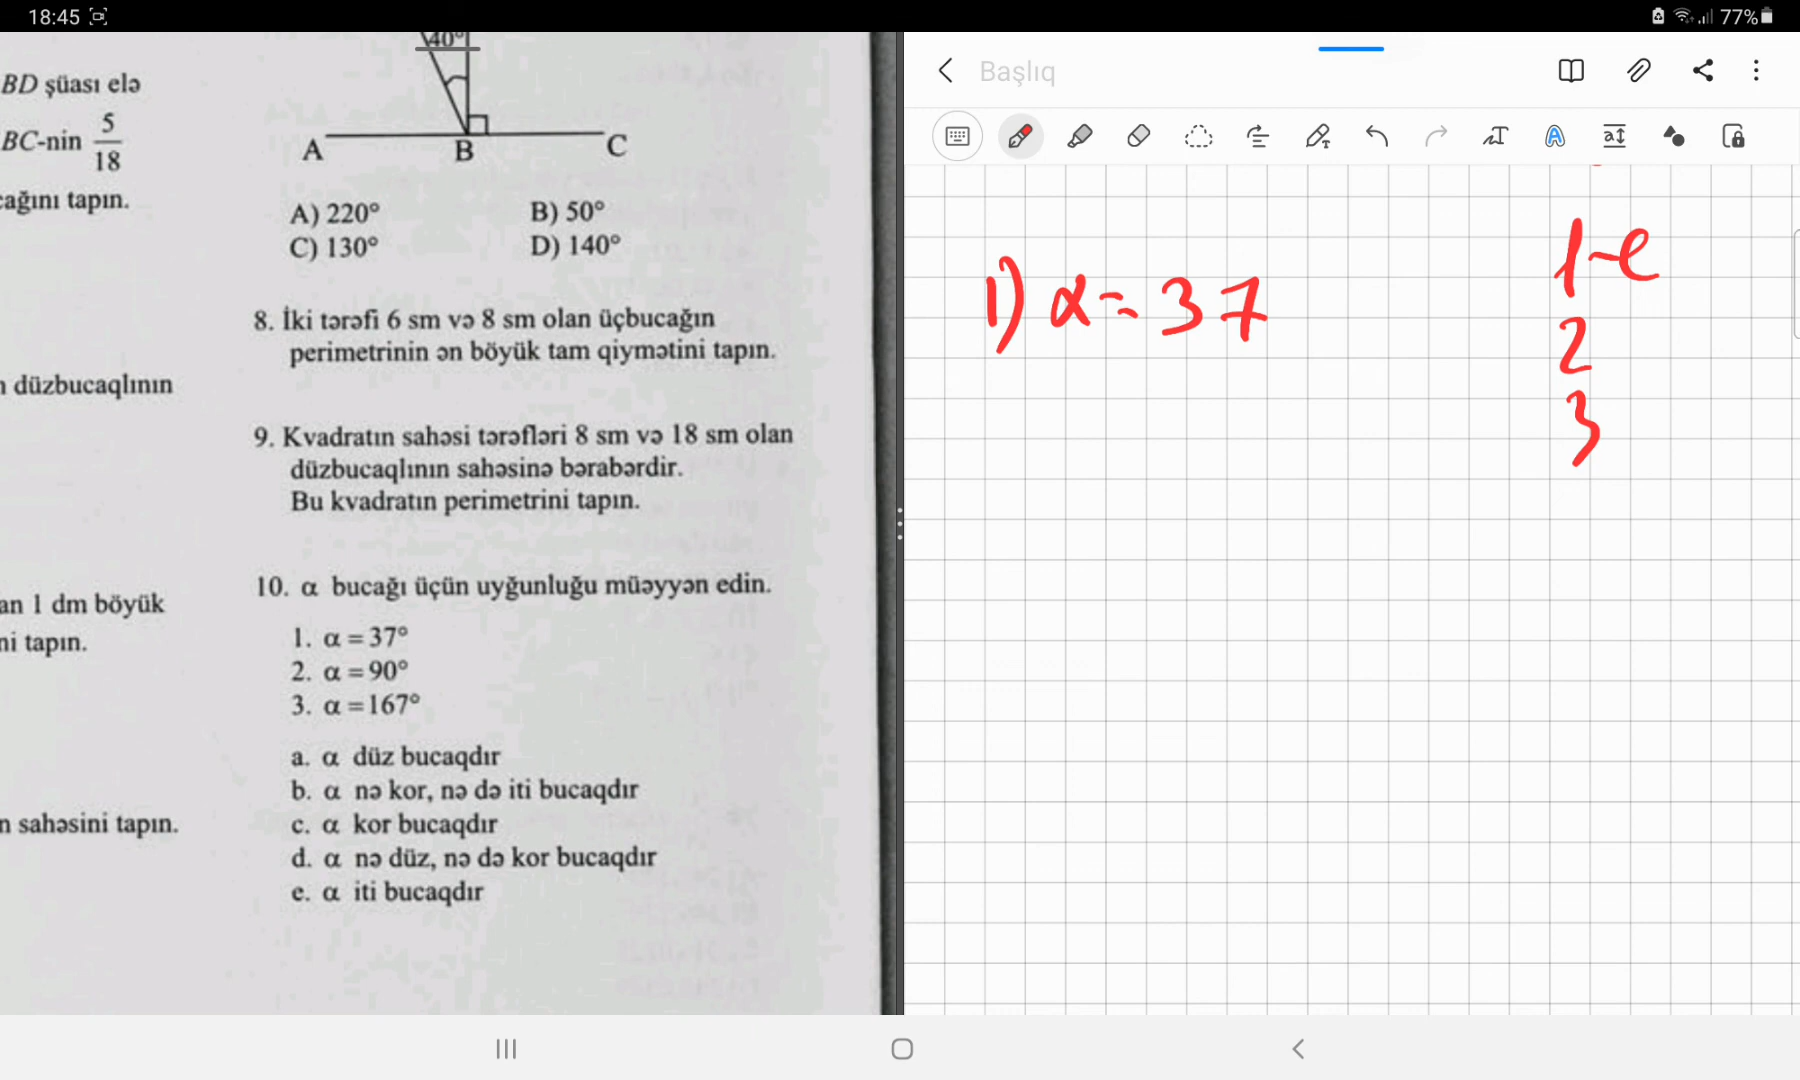 18:45
77%
BD şüası elə
BC-nin 5/18
cağını tapın.
n düzbucaqlının
an 1 dm böyük
ni tapın.
n sahəsini tapın.
40°
A B C
A) 220° B) 50°
C) 130° D) 140°
8. İki tərəfi 6 sm və 8 sm olan üçbucağın
perimetrinin ən böyük tam qiymətini tapın.
9. Kvadratın sahəsi tərəfləri 8 sm və 18 sm olan
düzbucaqlının sahəsinə bərabərdir.
Bu kvadratın perimetrini tapın.
10. α bucağı üçün uyğunluğu müəyyən edin.
1. α = 37°
2. α = 90°
3. α = 167°
a. α düz bucaqdır
b. α nə kor, nə də iti bucaqdır
c. α kor bucaqdır
d. α nə düz, nə də kor bucaqdır
e. α iti bucaqdır
Başlıq
1) α = 37
1-e
2
3